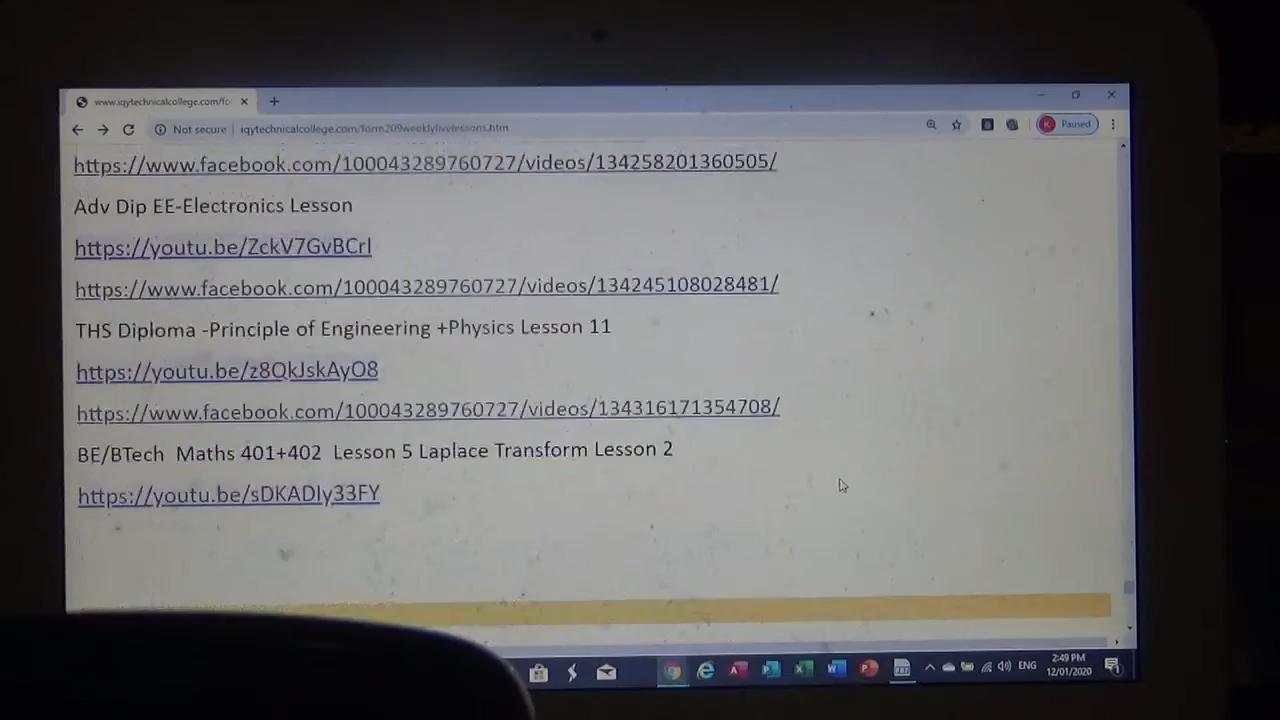 www.iqytechnicalcollege.com/fo
Not secure
iqytechnicalcollege.com/form209weeklylivelessons.htm
K Paused
https://www.facebook.com/100043289760727/videos/134258201360505/
Adv Dip EE-Electronics Lesson
https://youtu.be/ZckV7GvBCrI
https://www.facebook.com/100043289760727/videos/134245108028481/
THS Diploma -Principle of Engineering +Physics Lesson 11
https://youtu.be/z8QkJskAyO8
https://www.facebook.com/100043289760727/videos/134316171354708/
BE/BTech Maths 401+402 Lesson 5 Laplace Transform Lesson 2
https://youtu.be/sDKADIy33FY
ENG
2:49 PM
12/01/2020